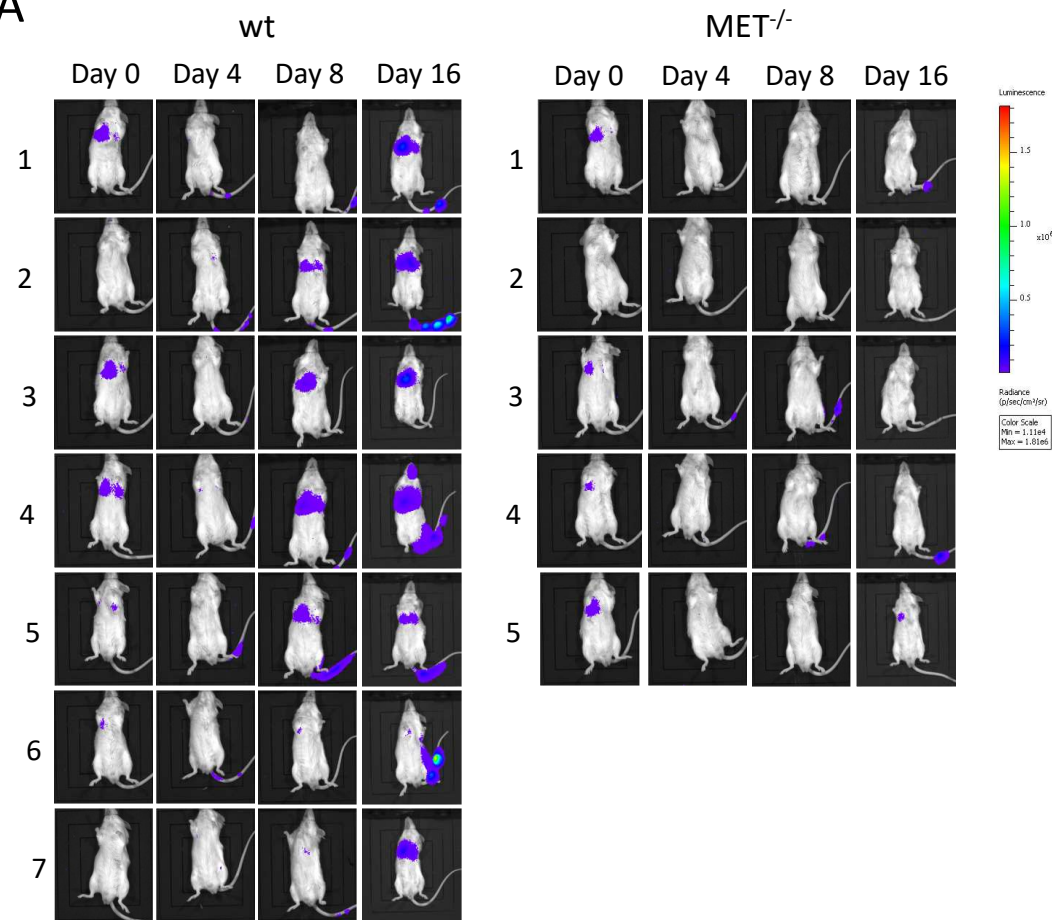 A
wt
MET-/-
Day 0 Day 4 Day 8 Day 16
Day 0 Day 4 Day 8 Day 16
Luminescence
1
1
1.5
1.0
x10⁶
2
2
0.5
3
3
Radiance
(p/sec/cm²/sr)
Color Scale
Min = 1.11e4
Max = 1.81e6
4
4
5
5
6
7